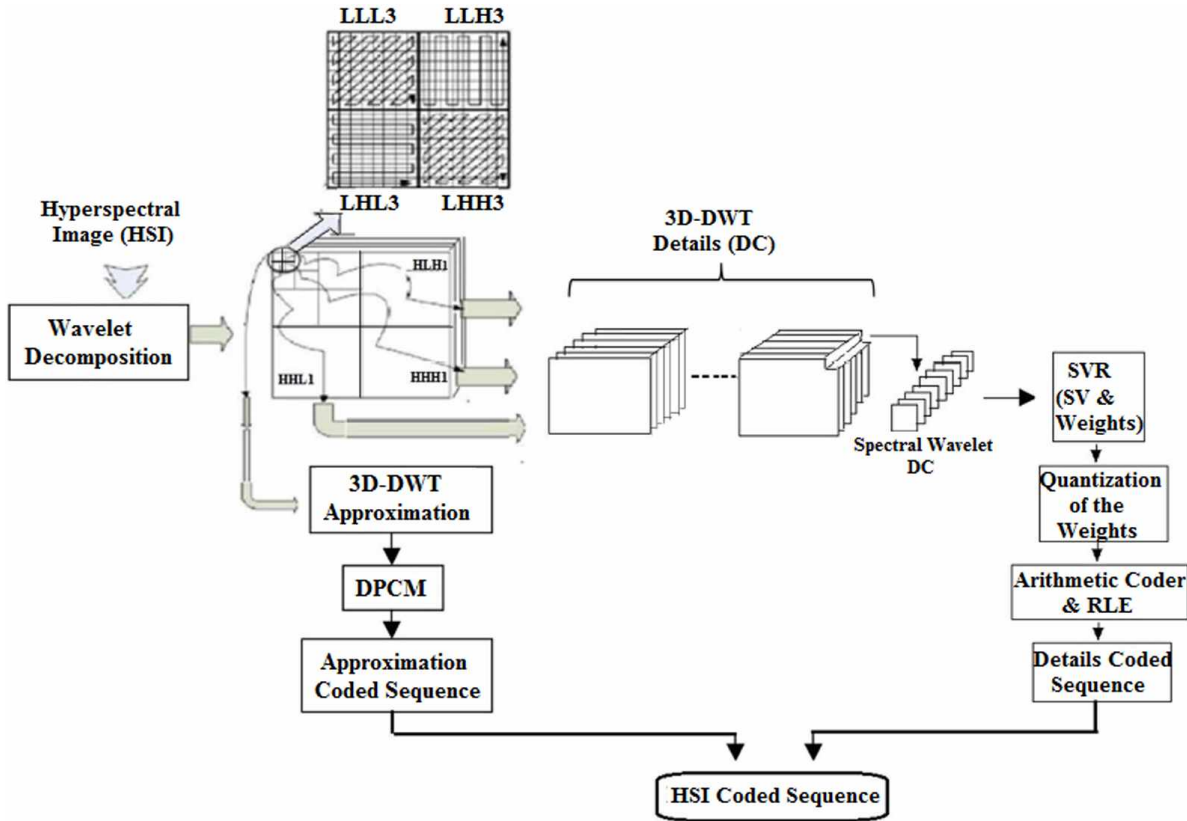 LLL3 LLH3
LHL3 LHH3
Hyperspectral
Image (HSI)
Wavelet
Decomposition
HLH1
HHL1
HHH1
3D-DWT
Details (DC)
Spectral Wavelet
DC
SVR
(SV &
Weights)
Quantization
of the
Weights
Arithmetic Coder
& RLE
Details Coded
Sequence
3D-DWT
Approximation
DPCM
Approximation
Coded Sequence
HSI Coded Sequence